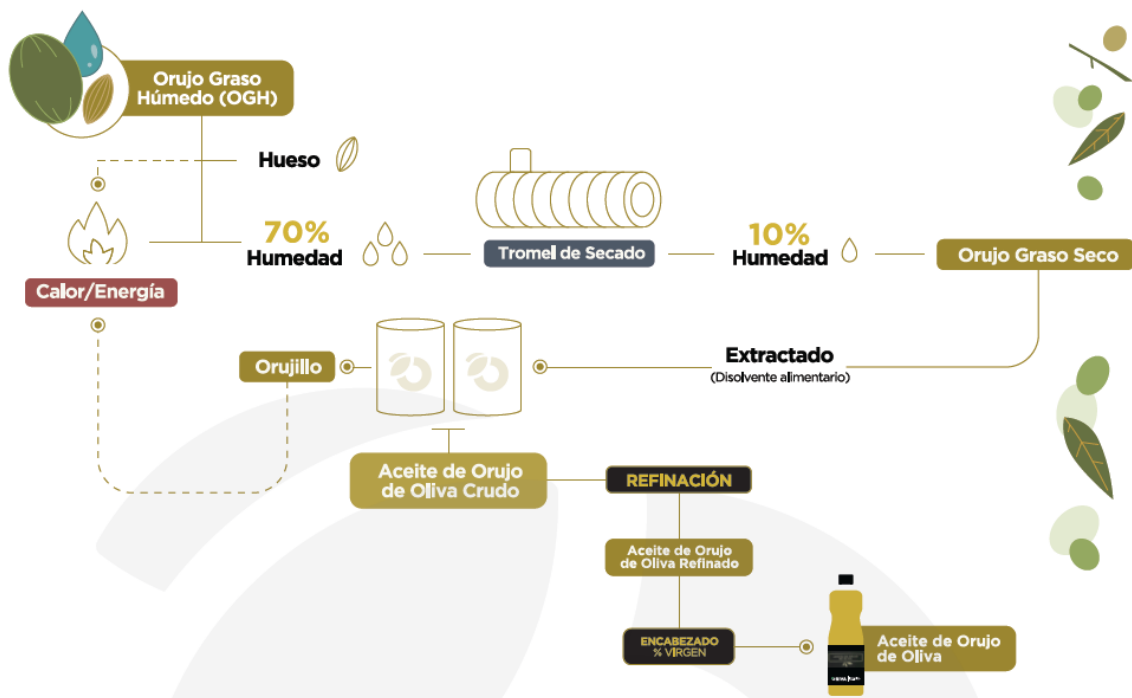 Orujo Graso
Húmedo (OGH)
Hueso
70%
Humedad
Tromel de Secado
10%
Humedad
Orujo Graso Seco
Calor/Energía
Orujillo
Extractado
(Disolvente alimentario)
Aceite de Orujo
de Oliva Crudo
REFINACIÓN
Aceite de Orujo
de Oliva Refinado
ENCABEZADO
% VIRGEN
Aceite de Orujo
de Oliva